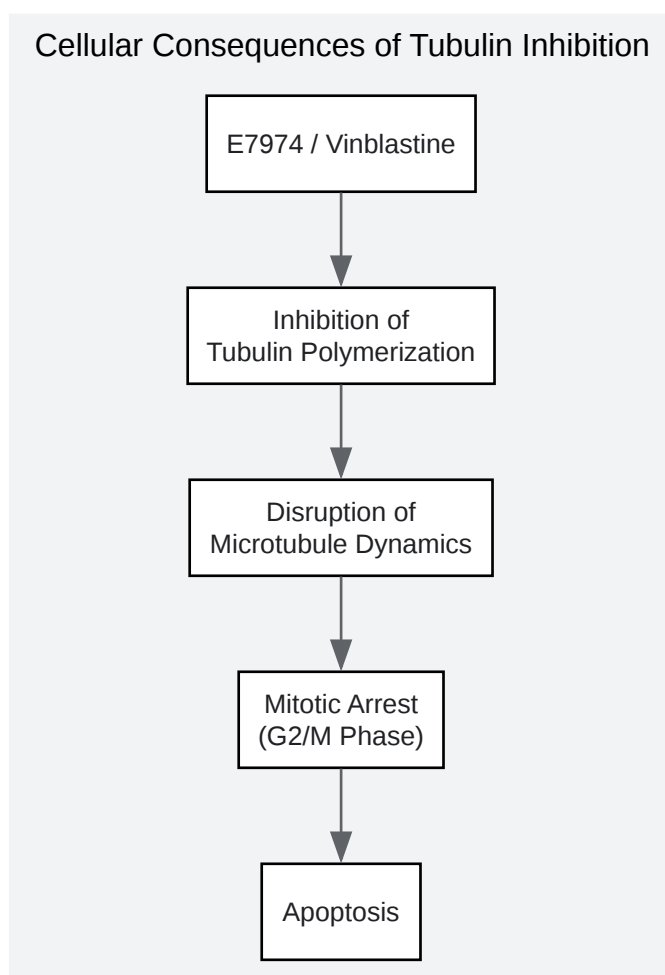 Cellular Consequences of Tubulin Inhibition
E7974 / Vinblastine
Inhibition of
Tubulin Polymerization
Disruption of
Microtubule Dynamics
Mitotic Arrest
(G2/M Phase)
Apoptosis